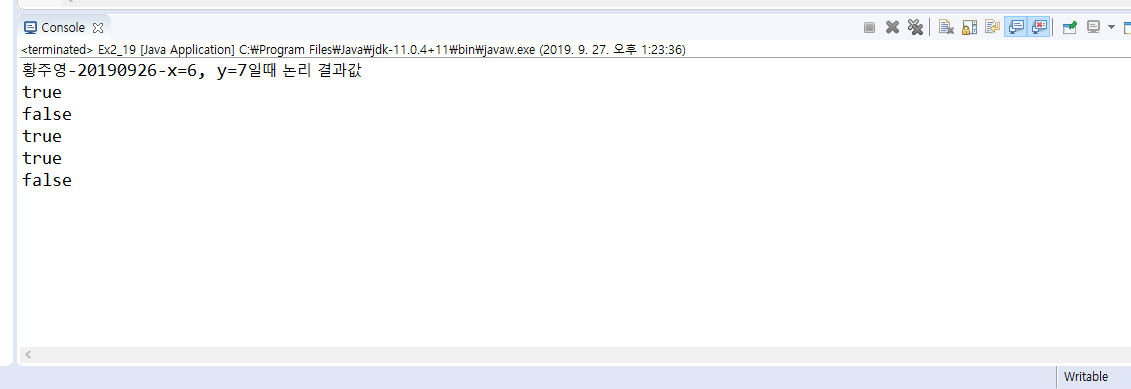 Console
<terminated> Ex2_19 [Java Application] C:₩Program Files₩Java₩jdk-11.0.4+11₩bin₩javaw.exe (2019. 9. 27. 오후 1:23:36)
황주영-20190926-x=6, y=7일때 논리 결과값
true
false
true
true
false
Writable